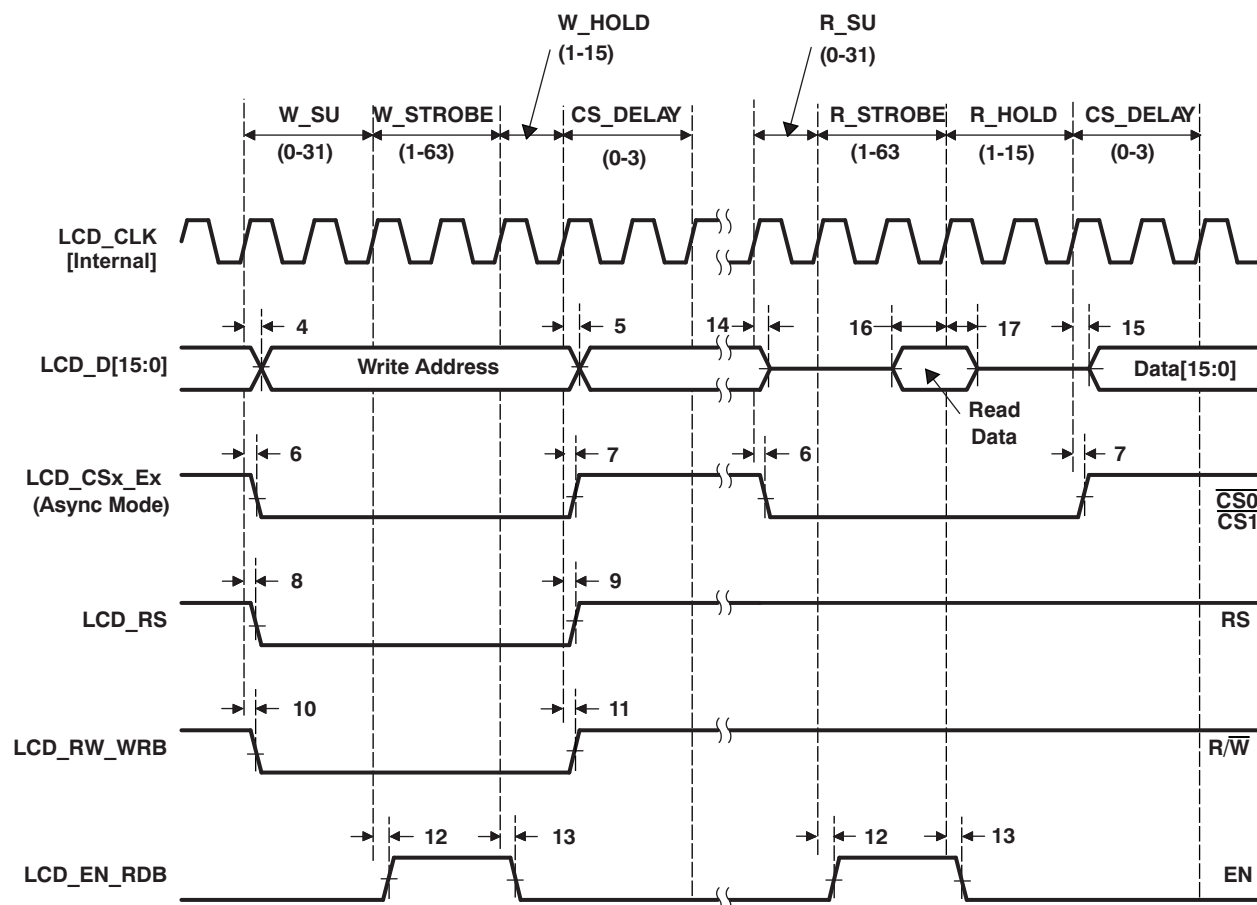 W_HOLD
(1-15)
R_SU
(0-31)
W_SU
W_STROBE
CS_DELAY
R_STROBE
R_HOLD
CS_DELAY
(0-31)
(1-63)
(0-3)
(1-63
(1-15)
(0-3)
LCD_CLK
[Internal]
4
5
14
16
17
15
LCD_D[15:0]
Write Address
Data[15:0]
Read
Data
6
7
6
7
LCD_CSx_Ex
(Async Mode)
CS0
CS1
8
9
LCD_RS
RS
10
11
LCD_RW_WRB
R/W
12
13
12
13
LCD_EN_RDB
EN